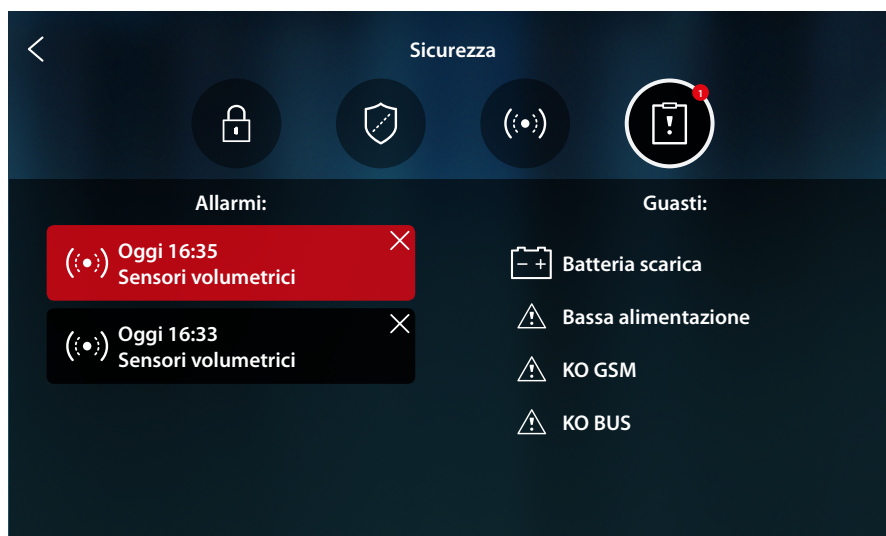 Sicurezza
1
Allarmi:
Oggi 16:35
Sensori volumetrici
Oggi 16:33
Sensori volumetrici
Guasti:
Batteria scarica
Bassa alimentazione
KO GSM
KO BUS